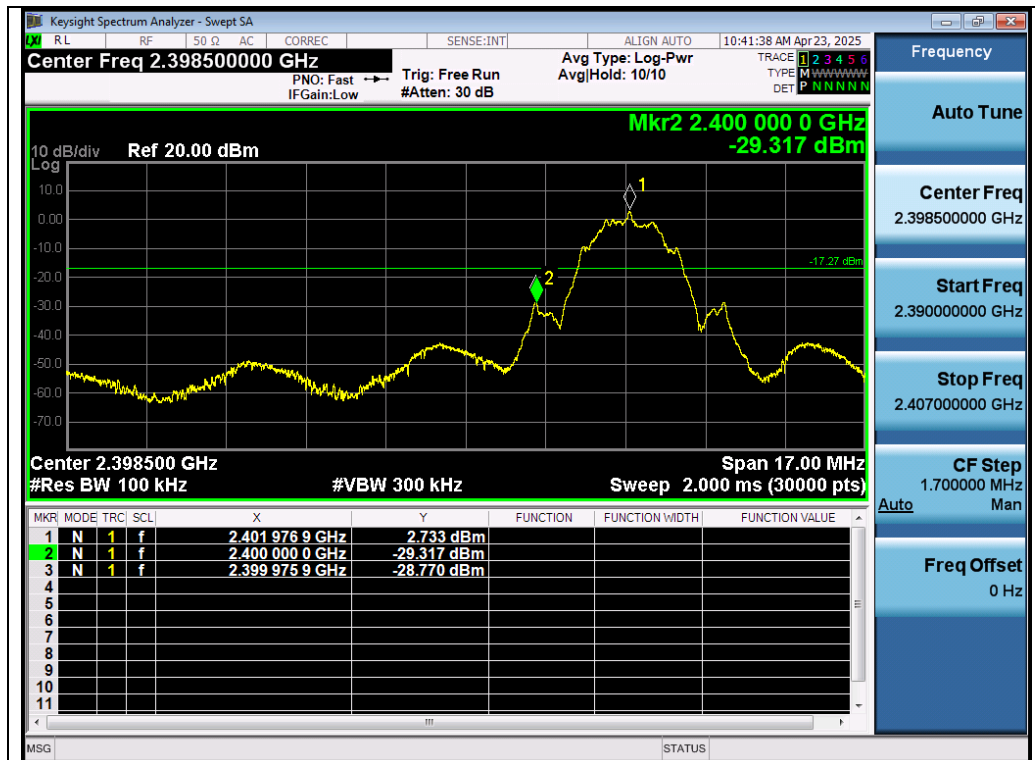 Keysight Spectrum Analyzer - Swept SA
LXI RL RF 50 Ω AC CORREC SENSE:INT ALIGN AUTO 10:41:38 AM Apr 23, 2025
Center Freq 2.398500000 GHz
PNO: Fast
IFGain:Low
Trig: Free Run
#Atten: 30 dB
Avg Type: Log-Pwr
Avg|Hold: 10/10
TRACE 1 2 3 4 5 6
TYPE M WWWWW
DET P N N N N N
Mkr2 2.400 000 0 GHz
-29.317 dBm
10 dB/div Ref 20.00 dBm
Log
10.0
0.00
-10.0
-20.0
-30.0
-40.0
-50.0
-60.0
-70.0
1
2
-17.27 dBm
Center 2.398500 GHz Span 17.00 MHz
#Res BW 100 kHz #VBW 300 kHz Sweep 2.000 ms (30000 pts)
MKR MODE TRC SCL X Y FUNCTION FUNCTION WIDTH FUNCTION VALUE
1 N 1 f 2.401 976 9 GHz 2.733 dBm
2 N 1 f 2.400 000 0 GHz -29.317 dBm
3 N 1 f 2.399 975 9 GHz -28.770 dBm
4
5
6
7
8
9
10
11
MSG STATUS
Frequency
Auto Tune
Center Freq
2.398500000 GHz
Start Freq
2.390000000 GHz
Stop Freq
2.407000000 GHz
CF Step
1.700000 MHz
Auto Man
Freq Offset
0 Hz